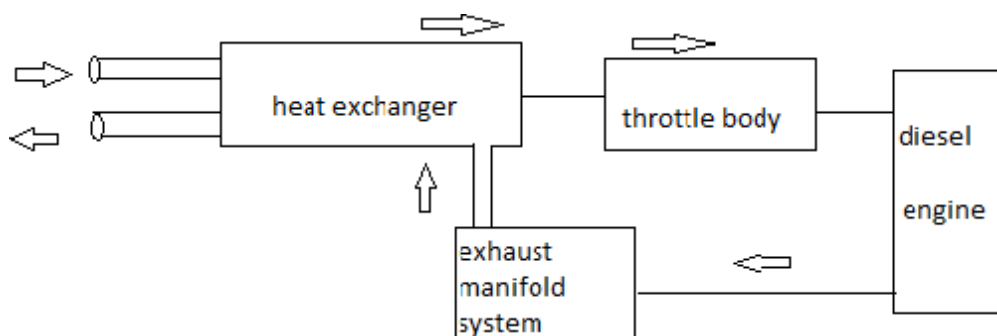 heat exchanger
throttle body
diesel
engine
exhaust
manifold
system